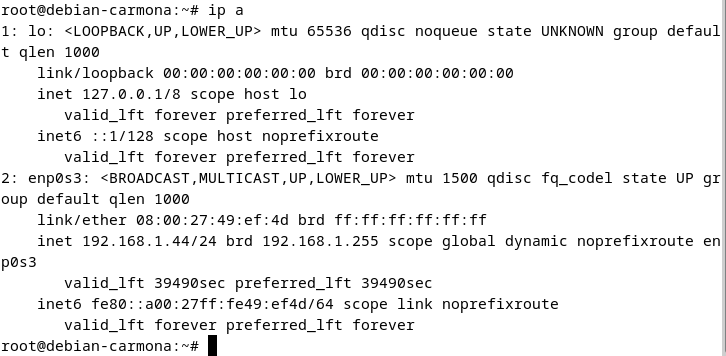 root@debian-carmona:~# ip a
1: lo: <LOOPBACK,UP,LOWER_UP> mtu 65536 qdisc noqueue state UNKNOWN group defaul
t qlen 1000
    link/loopback 00:00:00:00:00:00 brd 00:00:00:00:00:00
    inet 127.0.0.1/8 scope host lo
       valid_lft forever preferred_lft forever
    inet6 ::1/128 scope host noprefixroute
       valid_lft forever preferred_lft forever
2: enp0s3: <BROADCAST,MULTICAST,UP,LOWER_UP> mtu 1500 qdisc fq_codel state UP gr
oup default qlen 1000
    link/ether 08:00:27:49:ef:4d brd ff:ff:ff:ff:ff:ff
    inet 192.168.1.44/24 brd 192.168.1.255 scope global dynamic noprefixroute en
p0s3
       valid_lft 39490sec preferred_lft 39490sec
    inet6 fe80::a00:27ff:fe49:ef4d/64 scope link noprefixroute
       valid_lft forever preferred_lft forever
root@debian-carmona:~#